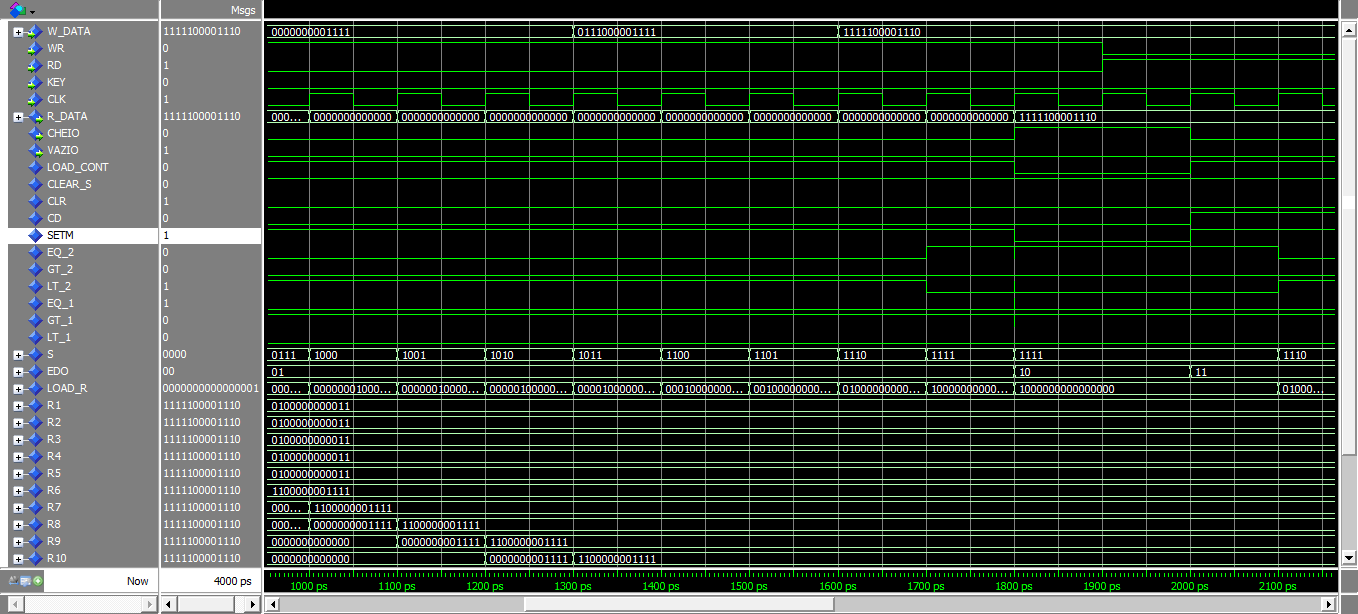 Msgs
W_DATA 1111100001110 0000000001111 0111000001111 1111100001110
WR 0
RD 1
KEY 0
CLK 1
R_DATA 1111100001110 000... 0000000000000 0000000000000 0000000000000 0000000000000 0000000000000 0000000000000 0000000000000 0000000000000 1111100001110
CHEIO 0
VAZIO 1
LOAD_CONT 0
CLEAR_S 0
CLR 1
CD 0
SETM 1
EQ_2 0
GT_2 0
LT_2 1
EQ_1 1
GT_1 0
LT_1 0
S 0000 0111 1000 1001 1010 1011 1100 1101 1110 1111 1111 1110
EDO 00 01 10 11
LOAD_R 0000000000000001 000... 00000001000... 00000010000... 00000100000... 00001000000... 00010000000... 00100000000... 01000000000... 10000000000... 1000000000000000 01000...
R1 1111100001110 0100000000011
R2 1111100001110 0100000000011
R3 1111100001110 0100000000011
R4 1111100001110 0100000000011
R5 1111100001110 0100000000011
R6 1111100001110 1100000001111
R7 1111100001110 000... 1100000001111
R8 1111100001110 000... 0000000001111 1100000001111
R9 1111100001110 0000000000000 0000000001111 1100000001111
R10 1111100001110 0000000000000 0000000001111 1100000001111
Now 4000 ps 1000 ps 1100 ps 1200 ps 1300 ps 1400 ps 1500 ps 1600 ps 1700 ps 1800 ps 1900 ps 2000 ps 2100 ps